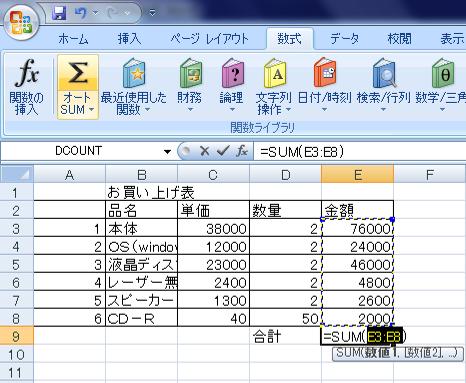 ホーム 挿入 ページ レイアウト 数式 データ 校閲 表示
fx Σ ? A θ
関数の挿入 オート SUM 最近使用した関数 財務 論理 文字列操作 日付/時刻 検索/行列 数学/三角
関数ライブラリ
DCOUNT fx =SUM(E3:E8)
A B C D E F
1 お買い上げ表
2 品名 単価 数量 金額
3 1 本体 38000 2 76000
4 2 OS(window 12000 2 24000
5 3 液晶ディス 23000 2 46000
6 4 レーザー無 2400 2 4800
7 5 スピーカー 1300 2 2600
8 6 CD-R 40 50 2000
9 合計 =SUM(E3:E8)
10 SUM(数値1, [数値2], ...)
11